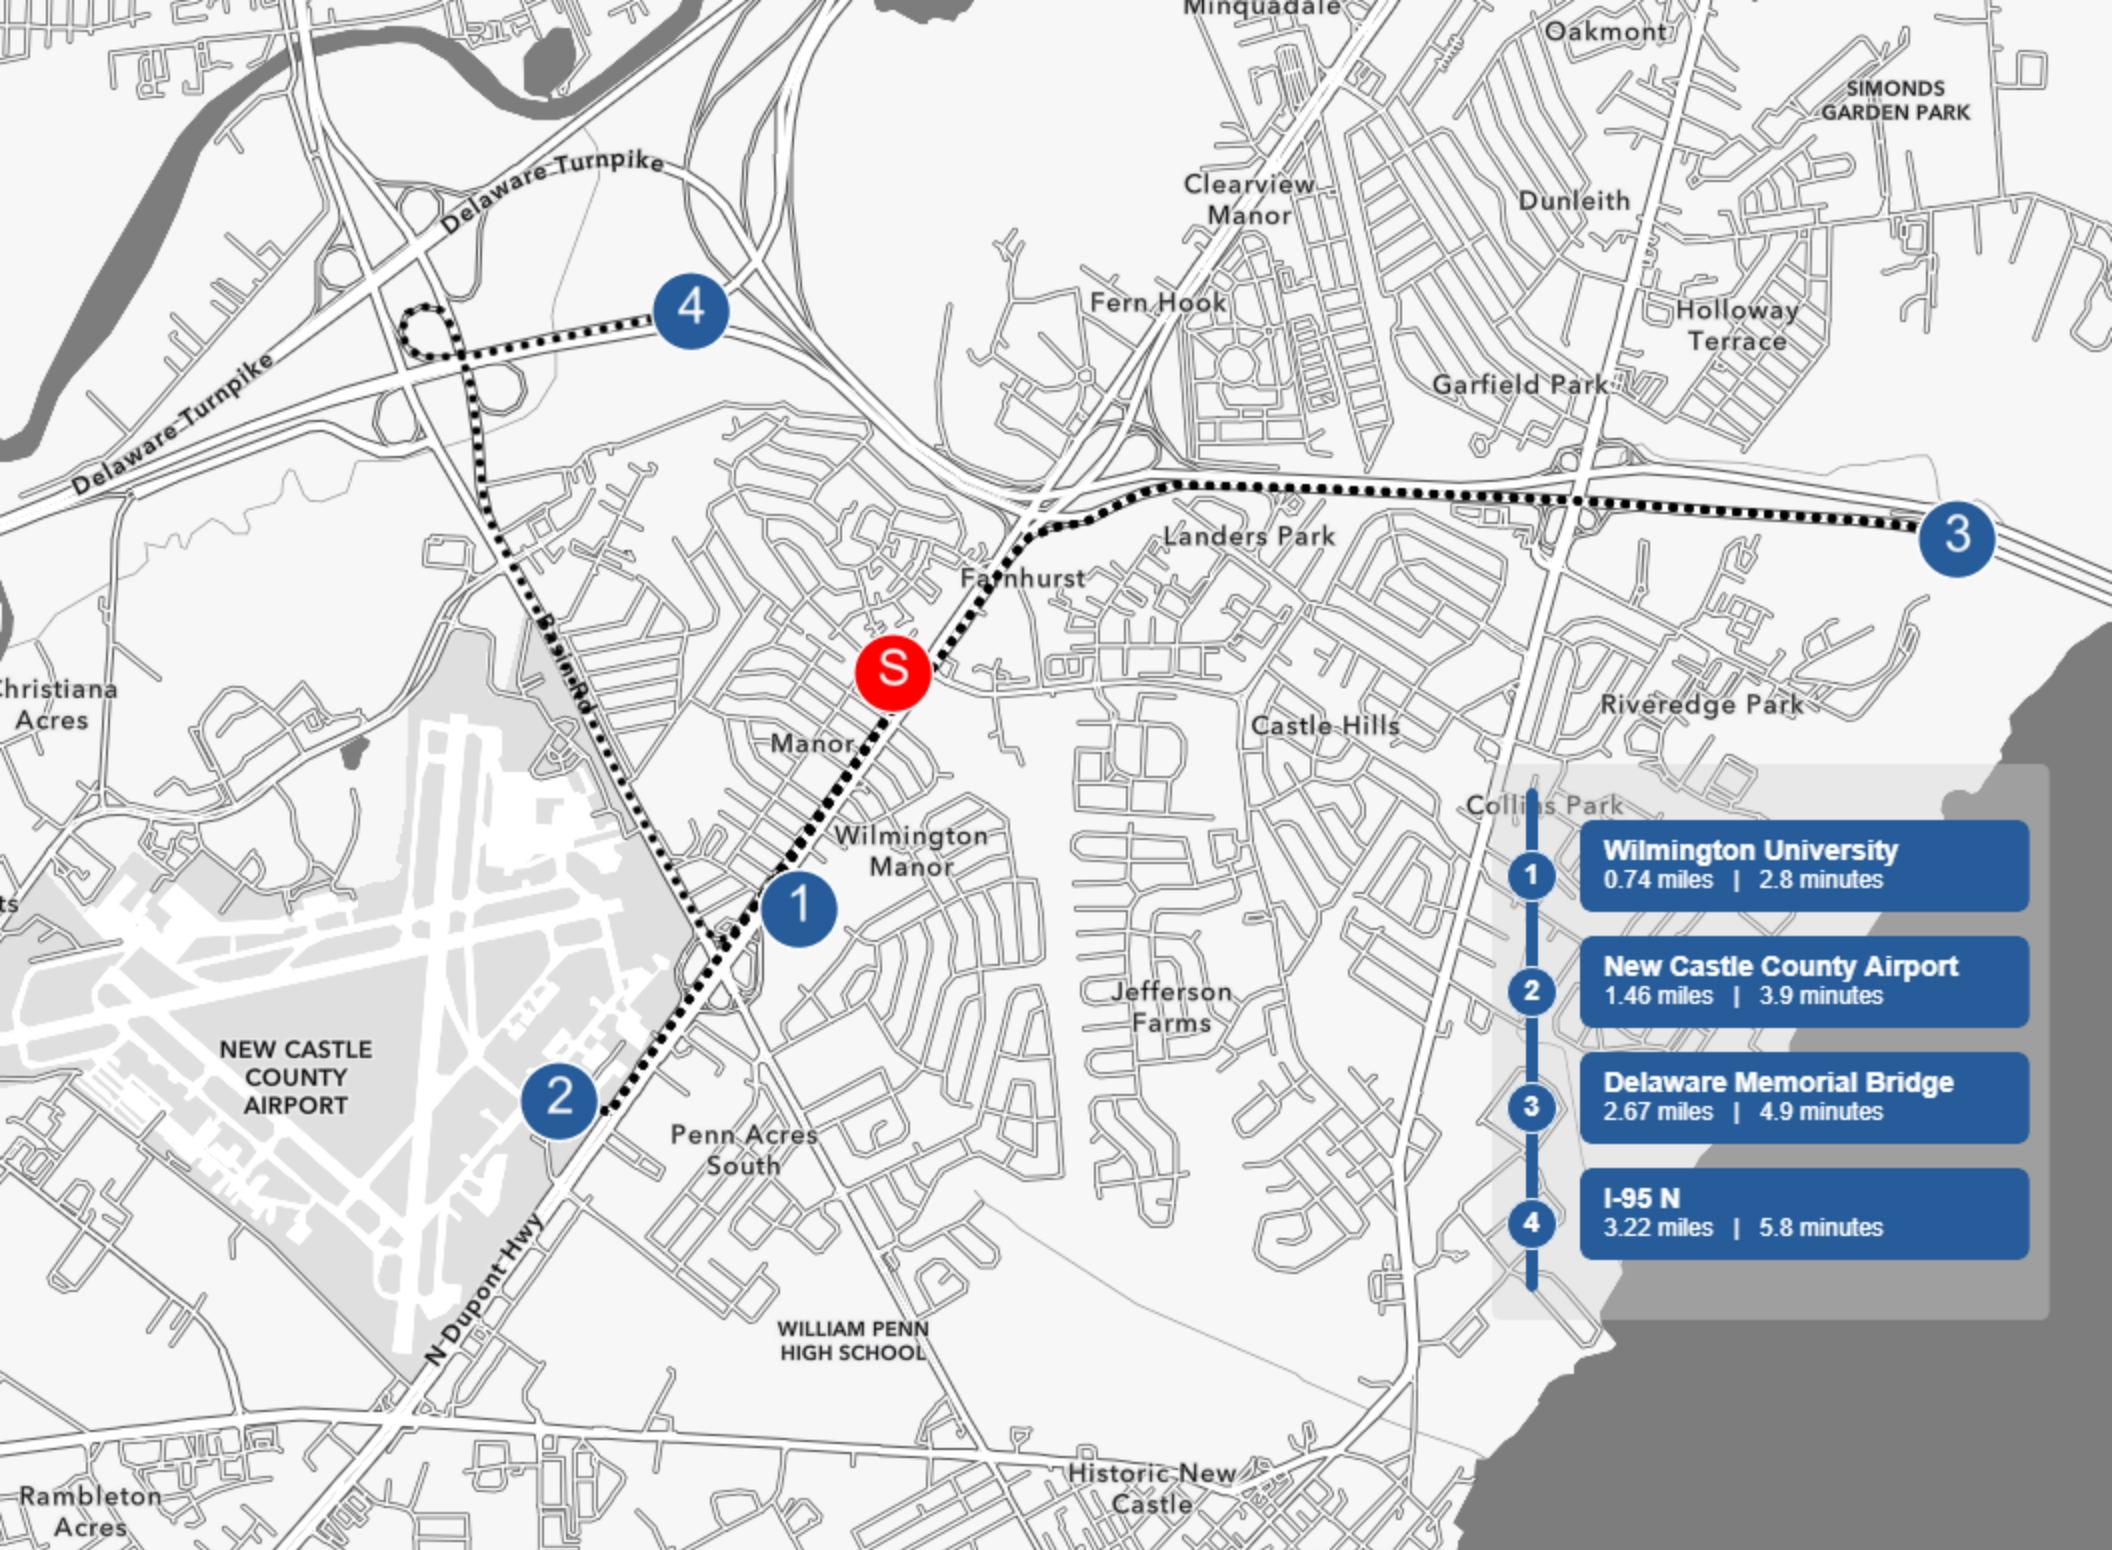 Minquadale
Oakmont
SIMONDS
GARDEN PARK
Delaware Turnpike
Clearview
Manor
Dunleith
4
Fern Hook
Holloway
Terrace
Delaware Turnpike
Garfield Park
Landers Park
3
Farnhurst
Basin Rd
S
Christiana
Acres
Riveredge Park
Manor
Castle Hills
Collins Park
Wilmington
Manor
1
ts
Jefferson
Farms
NEW CASTLE
COUNTY
AIRPORT
2
Penn Acres
South
N Dupont Hwy
WILLIAM PENN
HIGH SCHOOL
Historic New
Castle
Rambleton
Acres
1
Wilmington University
0.74 miles | 2.8 minutes
2
New Castle County Airport
1.46 miles | 3.9 minutes
3
Delaware Memorial Bridge
2.67 miles | 4.9 minutes
4
I-95 N
3.22 miles | 5.8 minutes